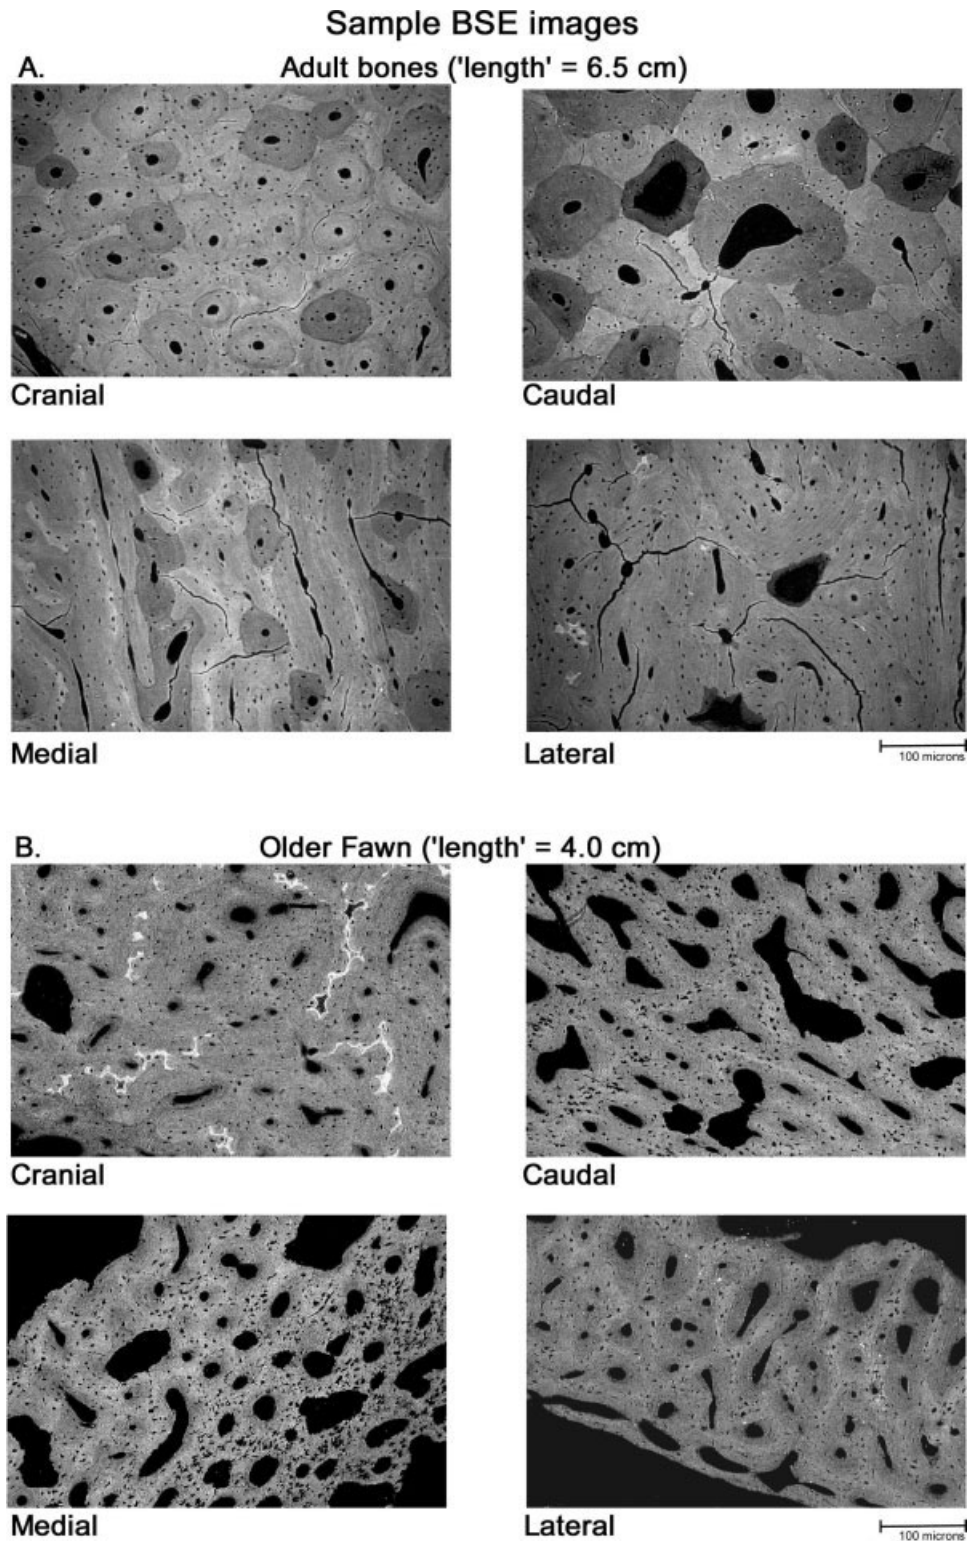 Sample BSE images
A.
Adult bones ('length' = 6.5 cm)
Cranial
Caudal
Medial
Lateral
100 microns
B.
Older Fawn ('length' = 4.0 cm)
Cranial
Caudal
Medial
Lateral
100 microns